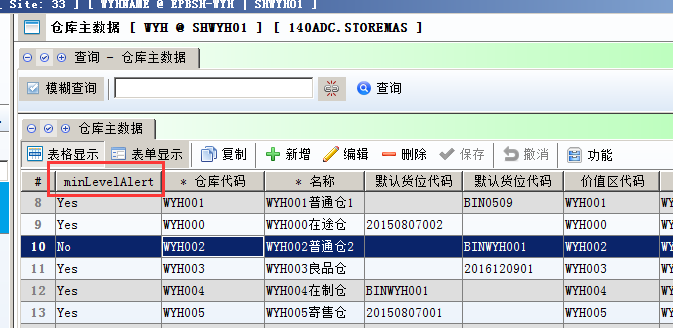 Site: 33 ] [ WYHNAME @ EPBSH-WYH | SHWYH01 ]
仓库主数据 [ WYH @ SHWYH01 ] [ 140ADC.STOREMAS ]
查询 - 仓库主数据
模糊查询 查询
仓库主数据
表格显示 表单显示 复制 新增 编辑 删除 保存 撤消 功能
# minLevelAlert * 仓库代码 * 名称 默认货位代码 默认货位代码 价值区代码
8 Yes WYH001 WYH001普通仓1 BIN0509 WYH001
9 Yes WYH000 WYH000在途仓 20150807002 WYH000
10 No WYH002 WYH002普通仓2 BINWYH001 WYH002
11 Yes WYH003 WYH003良品仓 2016120901 WYH003
12 Yes WYH004 WYH004在制仓 BINWYH001 WYH004
13 Yes WYH005 WYH005寄售仓 20150807001 WYH005